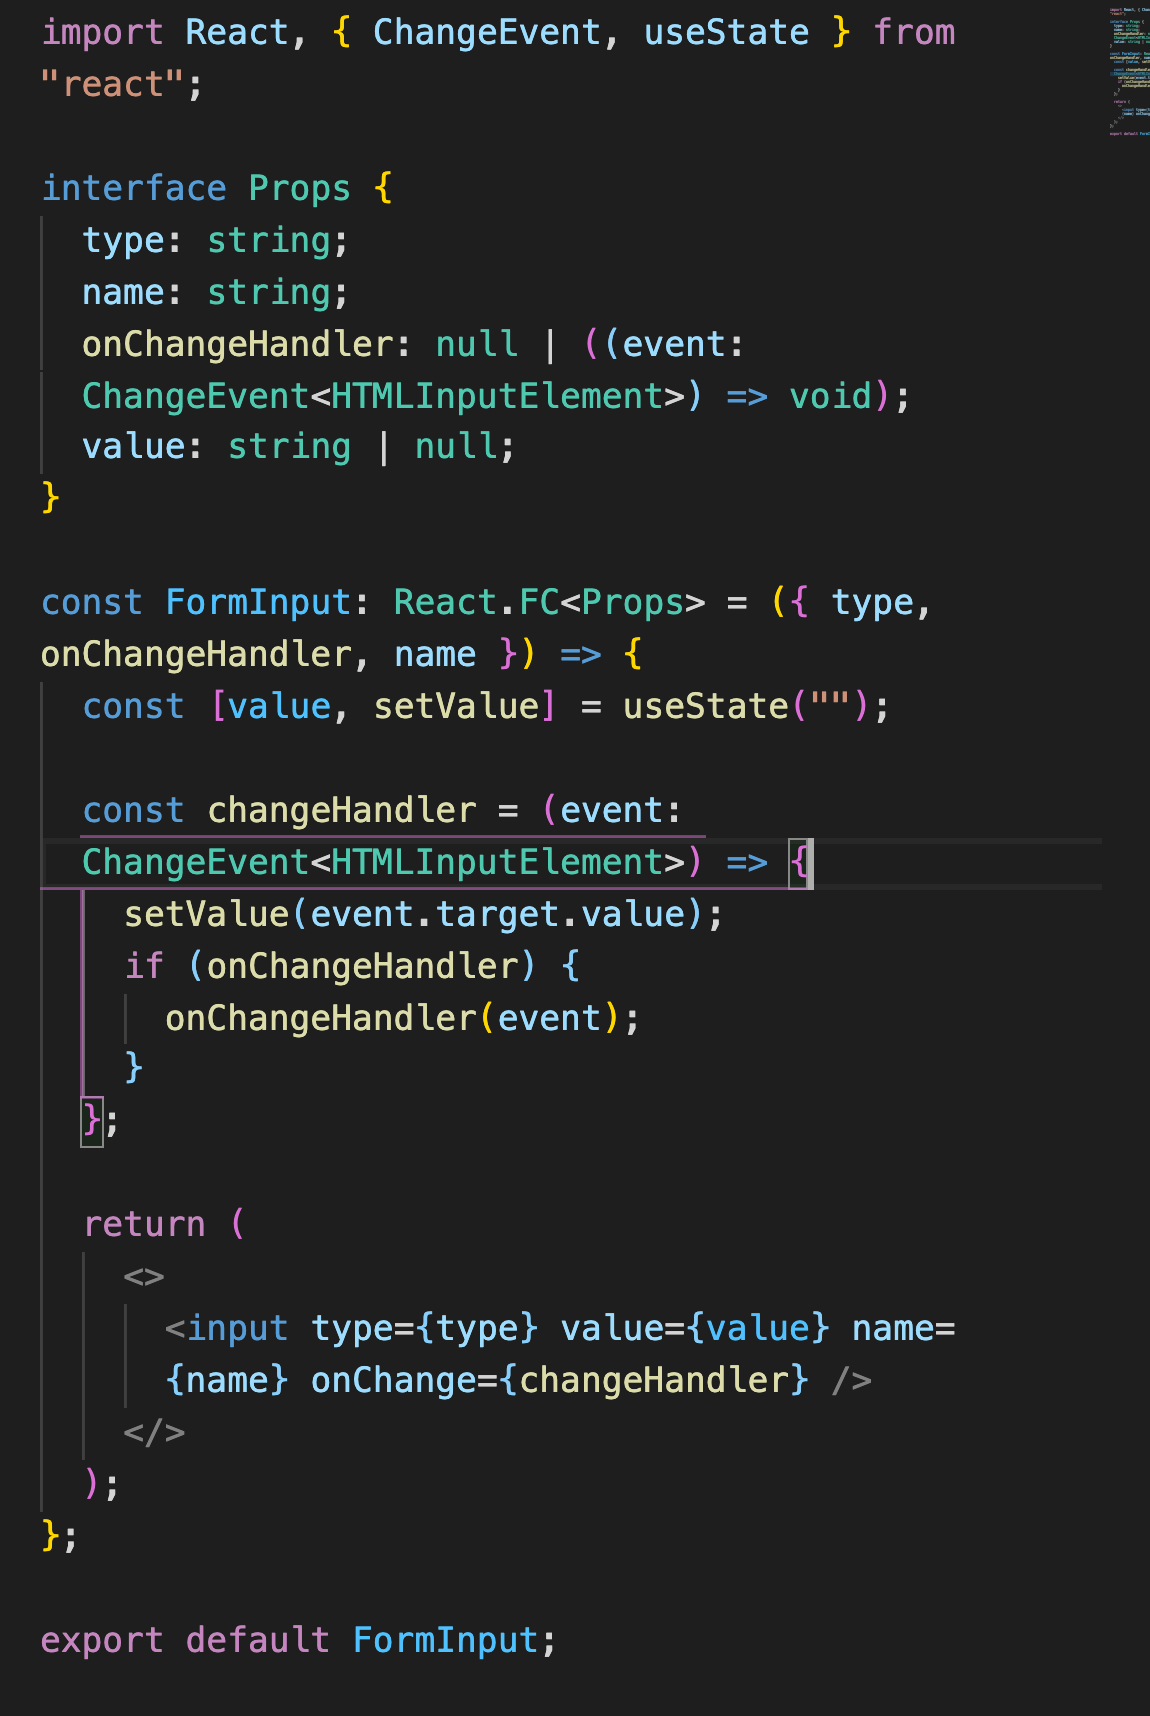 import React, { ChangeEvent, useState } from
"react";

interface Props {
  type: string;
  name: string;
  onChangeHandler: null | ((event:
  ChangeEvent<HTMLInputElement>) => void);
  value: string | null;
}

const FormInput: React.FC<Props> = ({ type,
onChangeHandler, name }) => {
  const [value, setValue] = useState("");

  const changeHandler = (event:
  ChangeEvent<HTMLInputElement>) => {
    setValue(event.target.value);
    if (onChangeHandler) {
      onChangeHandler(event);
    }
  };

  return (
    <>
      <input type={type} value={value} name=
      {name} onChange={changeHandler} />
    </>
  );
};

export default FormInput;